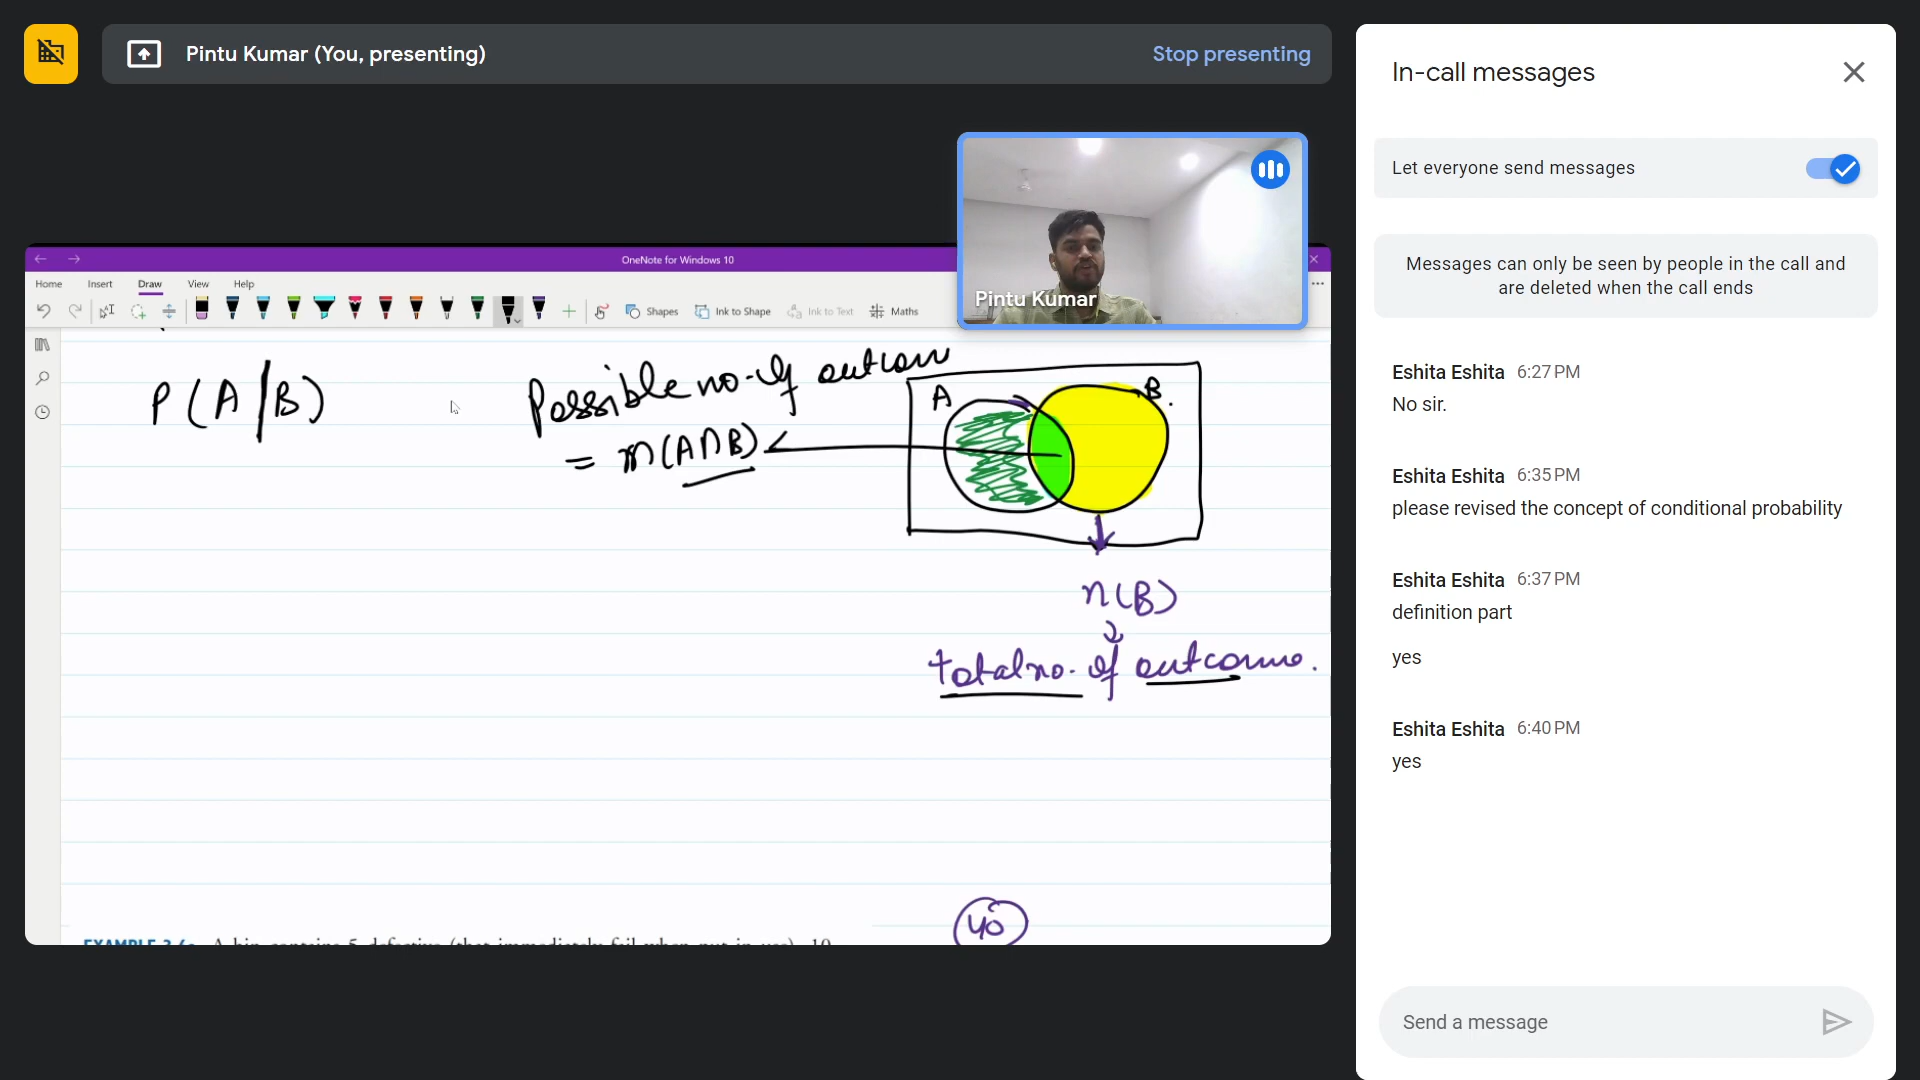 Pintu Kumar (You, presenting)
Stop presenting
OneNote for Windows 10
Home Insert Draw View Help
Shapes Ink to Shape Ink to Text Maths
Pintu Kumar
P(A/B)
Possible no. of outcom
= n(A∩B)
A
B.
n(B)
total no. of outcome.
40
In-call messages
Let everyone send messages
Messages can only be seen by people in the call and
are deleted when the call ends
Eshita Eshita 6:27 PM
No sir.
Eshita Eshita 6:35 PM
please revised the concept of conditional probability
Eshita Eshita 6:37 PM
definition part
yes
Eshita Eshita 6:40 PM
yes
Send a message